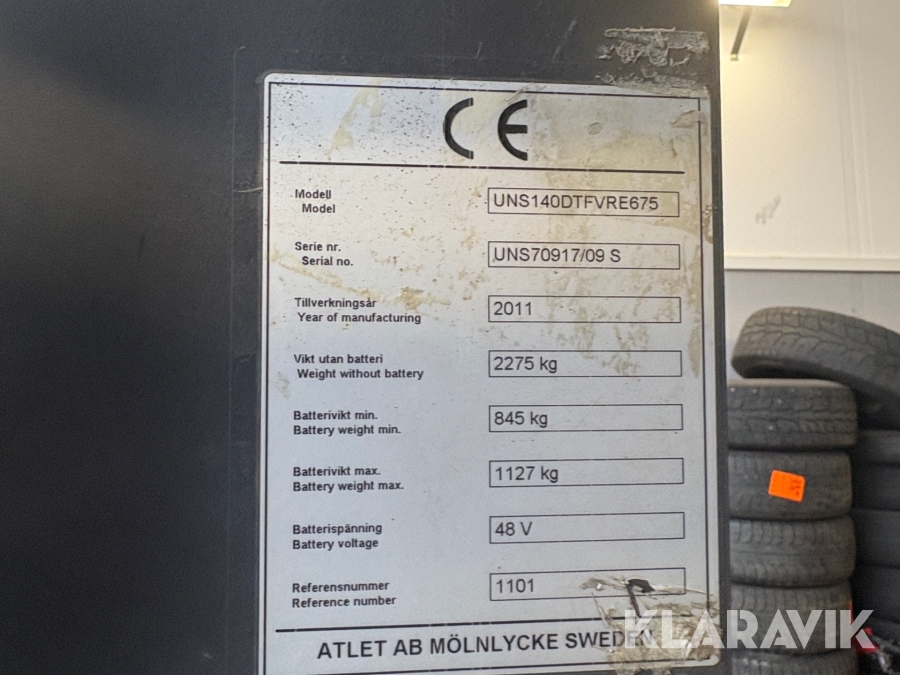 CE
Modell
Model
UNS140DTFVRE675
Serie nr.
Serial no.
UNS70917/09 S
Tillverkningsår
Year of manufacturing
2011
Vikt utan batteri
Weight without battery
2275 kg
Batterivikt min.
Battery weight min.
845 kg
Batterivikt max.
Battery weight max.
1127 kg
Batterispänning
Battery voltage
48 V
Referensnummer
Reference number
1101
ATLET AB MÖLNLYCKE SWEDEN
KLARAVIK